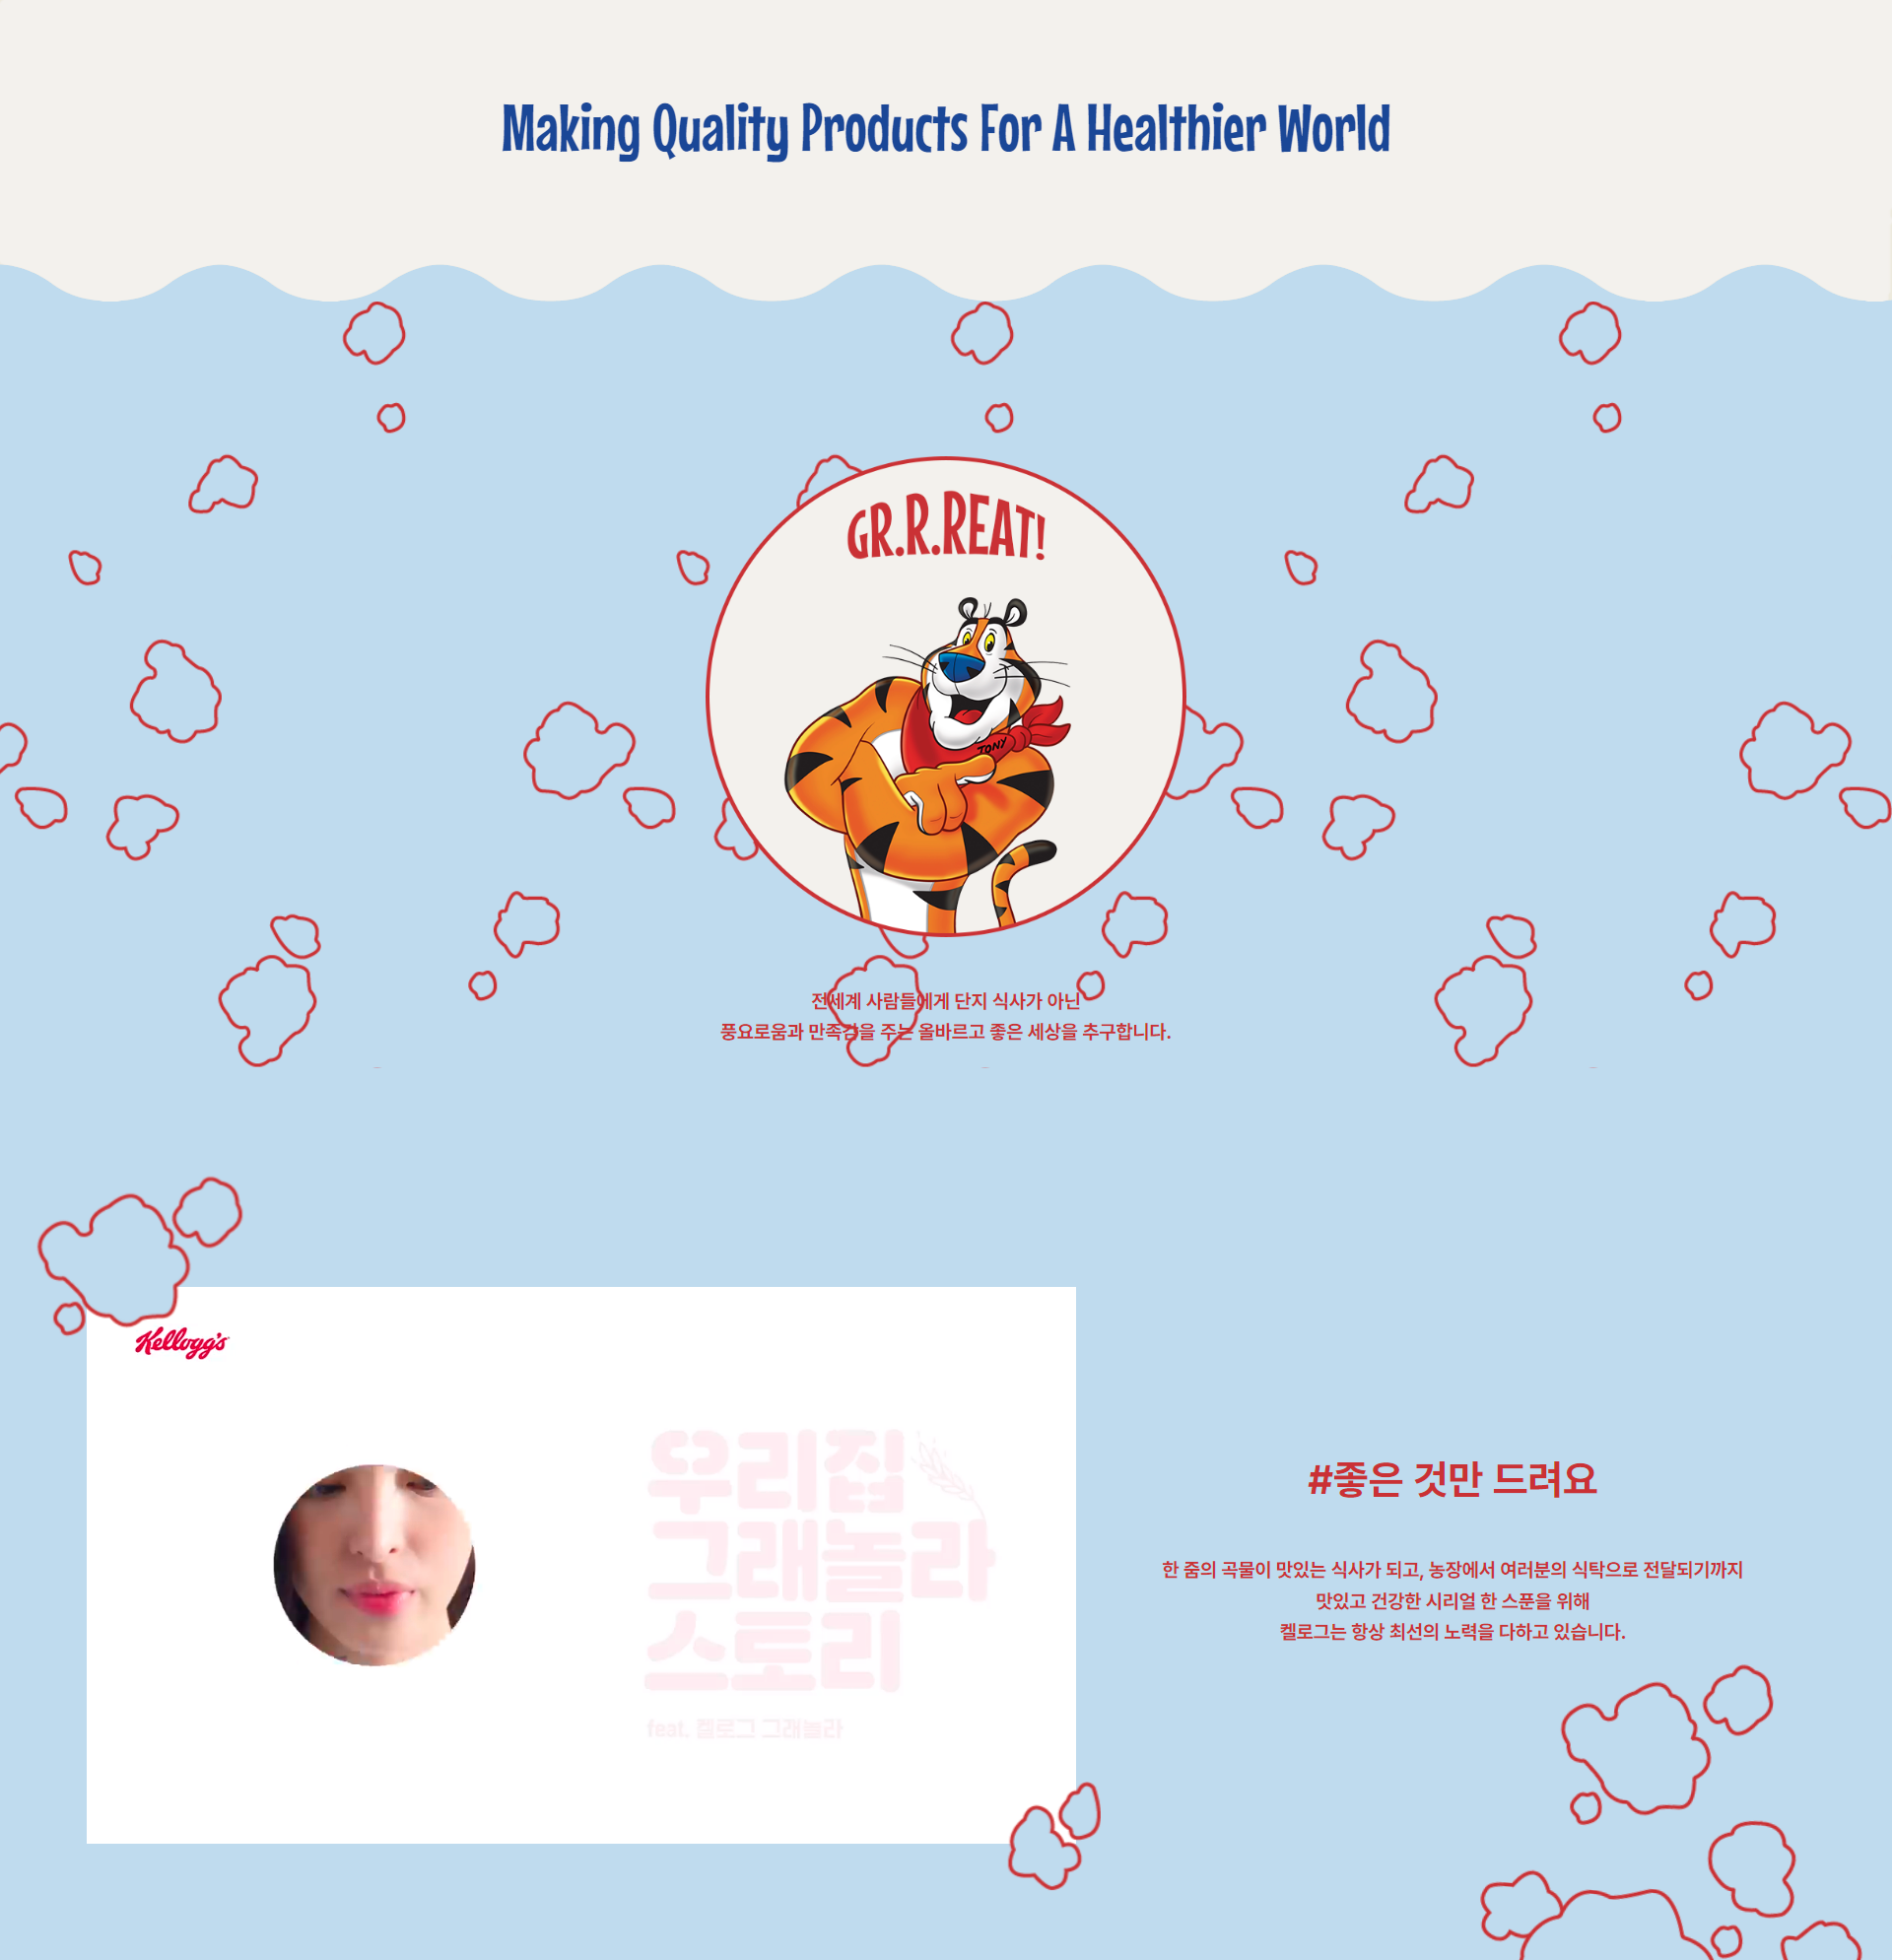 Making Quality Products For A Healthier World
GR.R.REAT!
TONY
전세계 사람들에게 단지 식사가 아닌
풍요로움과 만족감을 주는 올바르고 좋은 세상을 추구합니다.
Kellogg's
우리집
그래놀라
스토리
feat. 켈로그 그래놀라
#좋은 것만 드려요
한 줌의 곡물이 맛있는 식사가 되고, 농장에서 여러분의 식탁으로 전달되기까지
맛있고 건강한 시리얼 한 스푼을 위해
켈로그는 항상 최선의 노력을 다하고 있습니다.